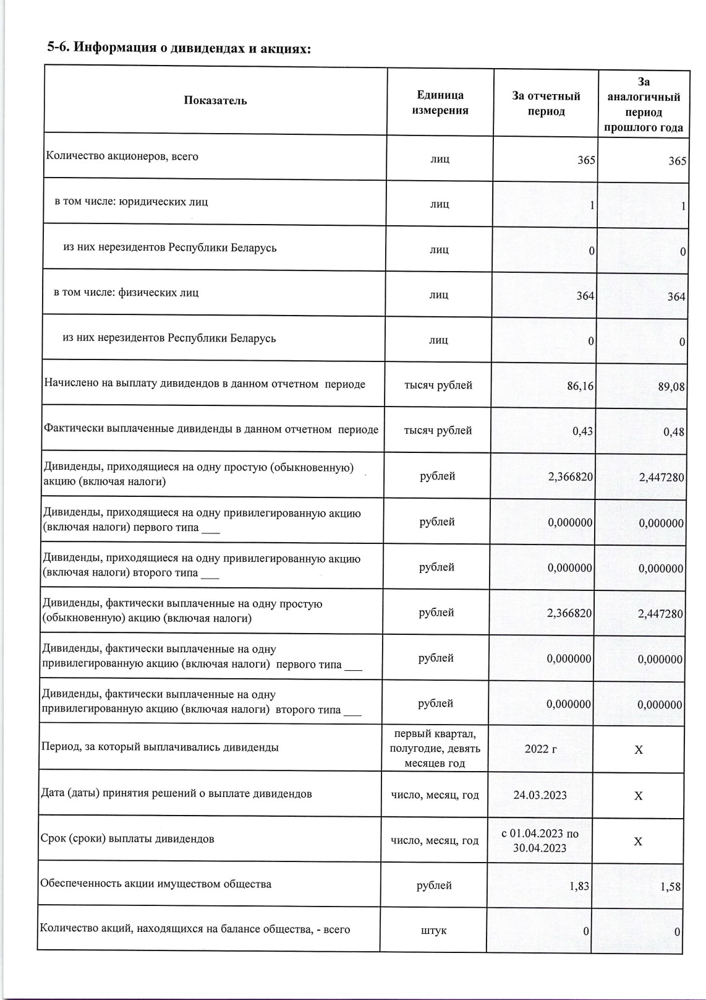 5-6. Информация о дивидендах и акциях:
Показатель
Единица
измерения
За отчетный
период
За
аналогичный
период
прошлого года
Количество акционеров, всего
лиц
365
365
в том числе: юридических лиц
лиц
1
1
из них нерезидентов Республики Беларусь
лиц
0
0
в том числе: физических лиц
лиц
364
364
из них нерезидентов Республики Беларусь
лиц
0
0
Начислено на выплату дивидендов в данном отчетном периоде
тысяч рублей
86,16
89,08
Фактически выплаченные дивиденды в данном отчетном периоде
тысяч рублей
0,43
0,48
Дивиденды, приходящиеся на одну простую (обыкновенную)
акцию (включая налоги)
рублей
2,366820
2,447280
Дивиденды, приходящиеся на одну привилегированную акцию
(включая налоги) первого типа ___
рублей
0,000000
0,000000
Дивиденды, приходящиеся на одну привилегированную акцию
(включая налоги) второго типа ___
рублей
0,000000
0,000000
Дивиденды, фактически выплаченные на одну простую
(обыкновенную) акцию (включая налоги)
рублей
2,366820
2,447280
Дивиденды, фактически выплаченные на одну
привилегированную акцию (включая налоги) первого типа ___
рублей
0,000000
0,000000
Дивиденды, фактически выплаченные на одну
привилегированную акцию (включая налоги) второго типа ___
рублей
0,000000
0,000000
Период, за который выплачивались дивиденды
первый квартал,
полугодие, девять
месяцев год
2022 г
Х
Дата (даты) принятия решений о выплате дивидендов
число, месяц, год
24.03.2023
Х
Срок (сроки) выплаты дивидендов
число, месяц, год
с 01.04.2023 по
30.04.2023
Х
Обеспеченность акции имуществом общества
рублей
1,83
1,58
Количество акций, находящихся на балансе общества, - всего
штук
0
0